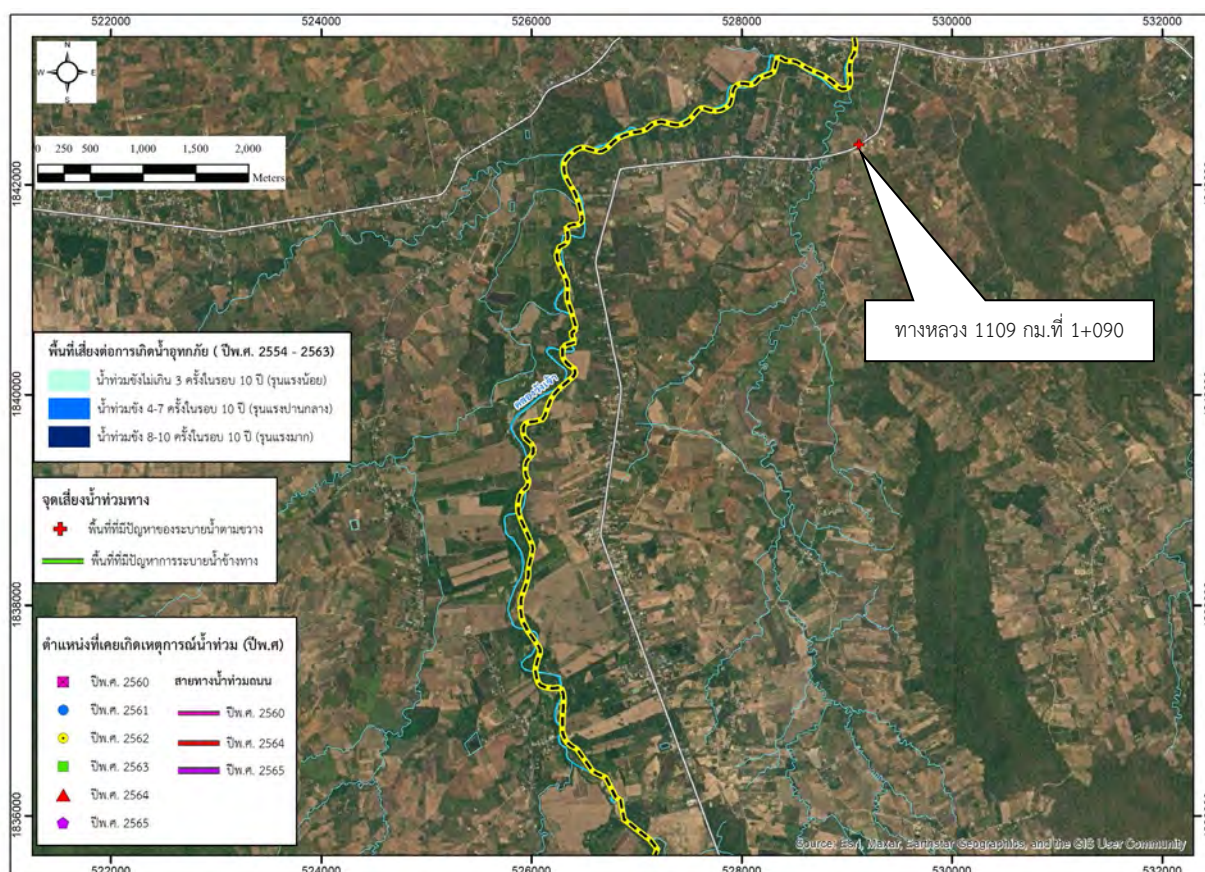 522000 524000 526000 528000 530000 532000
N
W E
S
0 250 500 1,000 1,500 2,000
Meters
1842000
1840000
1838000
1836000
ทางหลวง 1109 กม.ที่ 1+090
พื้นที่เสี่ยงต่อการเกิดน้ำอุทกภัย ( ปีพ.ศ. 2554 - 2563)
น้ำท่วมขังไม่เกิน 3 ครั้งในรอบ 10 ปี (รุนแรงน้อย)
น้ำท่วมขัง 4-7 ครั้งในรอบ 10 ปี (รุนแรงปานกลาง)
น้ำท่วมขัง 8-10 ครั้งในรอบ 10 ปี (รุนแรงมาก)
คลองวังเจ้า
จุดเสี่ยงน้ำท่วมทาง
พื้นที่ที่มีปัญหาของระบายน้ำตามขวาง
พื้นที่ที่มีปัญหาการระบายน้ำข้างทาง
ตำแหน่งที่เคยเกิดเหตุการณ์น้ำท่วม (ปีพ.ศ)
ปีพ.ศ. 2560 สายทางน้ำท่วมถนน
ปีพ.ศ. 2561 ปีพ.ศ. 2560
ปีพ.ศ. 2562 ปีพ.ศ. 2564
ปีพ.ศ. 2563 ปีพ.ศ. 2565
ปีพ.ศ. 2564
ปีพ.ศ. 2565
Source: Esri, Maxar, Earthstar Geographics, and the GIS User Community
522000 524000 526000 528000 530000 532000